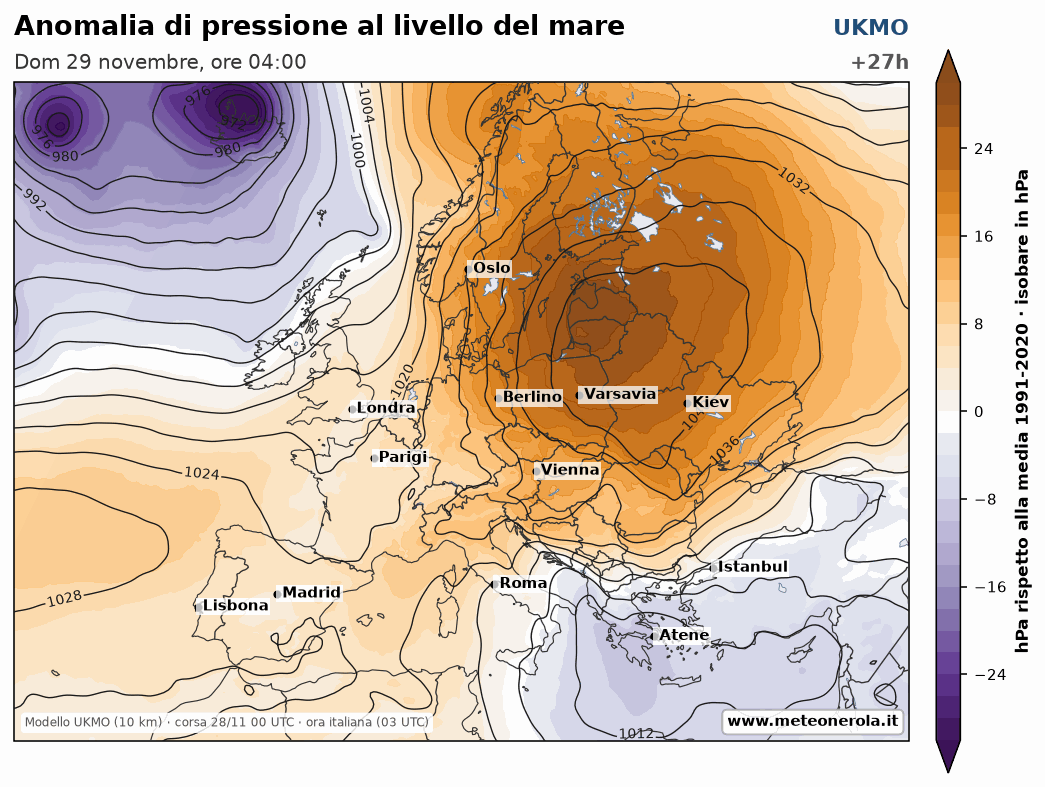 Anomalia di pressione al livello del mare
UKMO
Dom 29 novembre, ore 04:00
+27h
976
1004
976
980
980
1000
992
1032
Oslo
1020
Berlino
Varsavia
Kiev
Londra
1036
Parigi
Vienna
1024
Istanbul
Roma
Madrid
1028
Lisbona
Atene
1012
Modello UKMO (10 km) · corsa 28/11 00 UTC · ora italiana (03 UTC)
www.meteonerola.it
24
16
8
0
−8
−16
−24
hPa rispetto alla media 1991-2020 · isobare in hPa